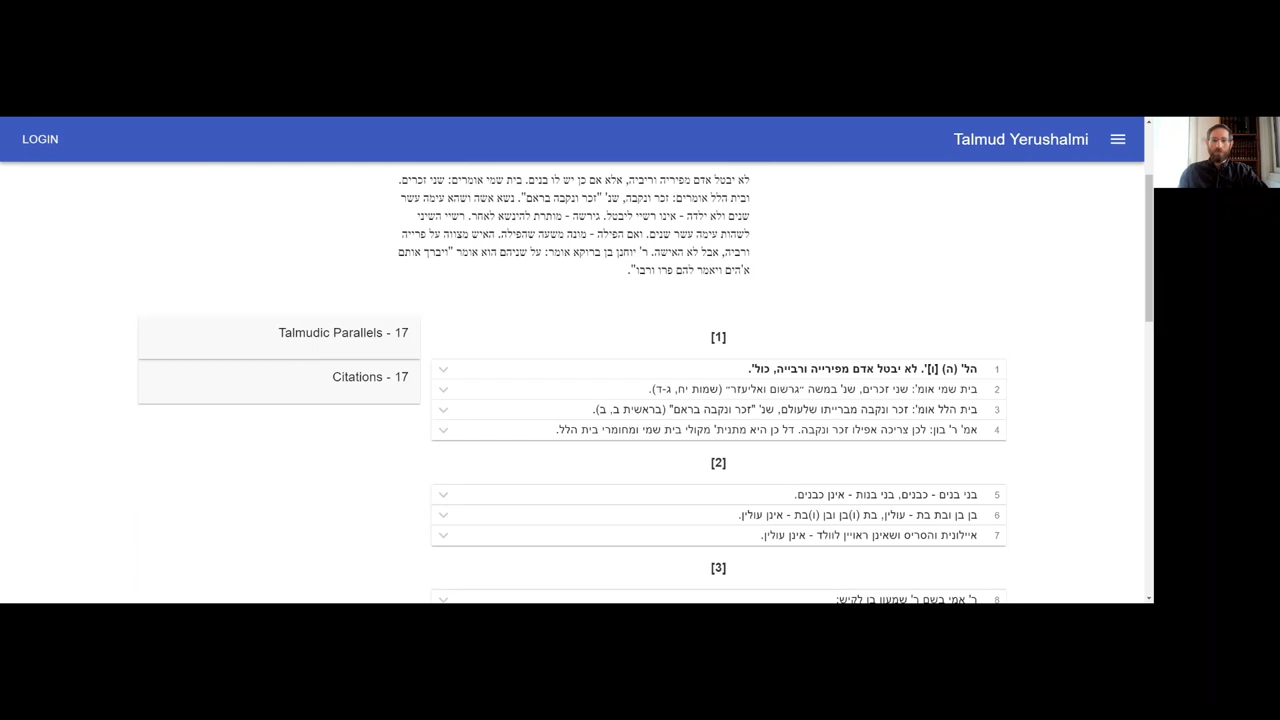 LOGIN
Talmud Yerushalmi
לא יבטל אדם מפיריה וריביה, אלא אם כן יש לו בנים. בית שמי אומרים: שני זכרים.
ובית הלל אומרים: זכר ונקבה, שנ' "זכר ונקבה בראם". נשא אשה ושהא עימה עשר
שנים ולא ילדה - אינו רשיי ליבטל. גירשה - מותרת להינשא לאחר. רשיי השיני
לשהות עימה עשר שנים. ואם הפילה - מונה משעה שהפילה. האיש מצווה על פרייה
ורביה, אבל לא האישה. ר' יוחנן בן ברוקא אומר: על שניהם הוא אומר "ויברך אותם
א'הים ויאמר להם פרו ורבו".
Talmudic Parallels - 17
Citations - 17
[1]
1 הל' (ה) [ו]'. לא יבטל אדם מפירייה ורבייה, כול'.
2 בית שמי אומ': שני זכרים, שנ' במשה ״גרשום ואליעזר״ (שמות יח, ג-ד).
3 בית הלל אומ': זכר ונקבה מברייתו שלעולם, שנ' "זכר ונקבה בראם" (בראשית ב, ב).
4 אמ' ר' בון: לכן צריכה אפילו זכר ונקבה. דל כן היא מתנית' מקולי בית שמי ומחומרי בית הלל.
[2]
5 בני בנים - כבנים, בני בנות - אינן כבנים.
6 בן בן ובת בת - עולין, בת (ו)בן ובן (ו)בת - אינן עולין.
7 איילונית והסריס ושאינן ראויין לוולד - אינן עולין.
[3]
8 ר' אמי בשם ר' שמעון בן לקיש: